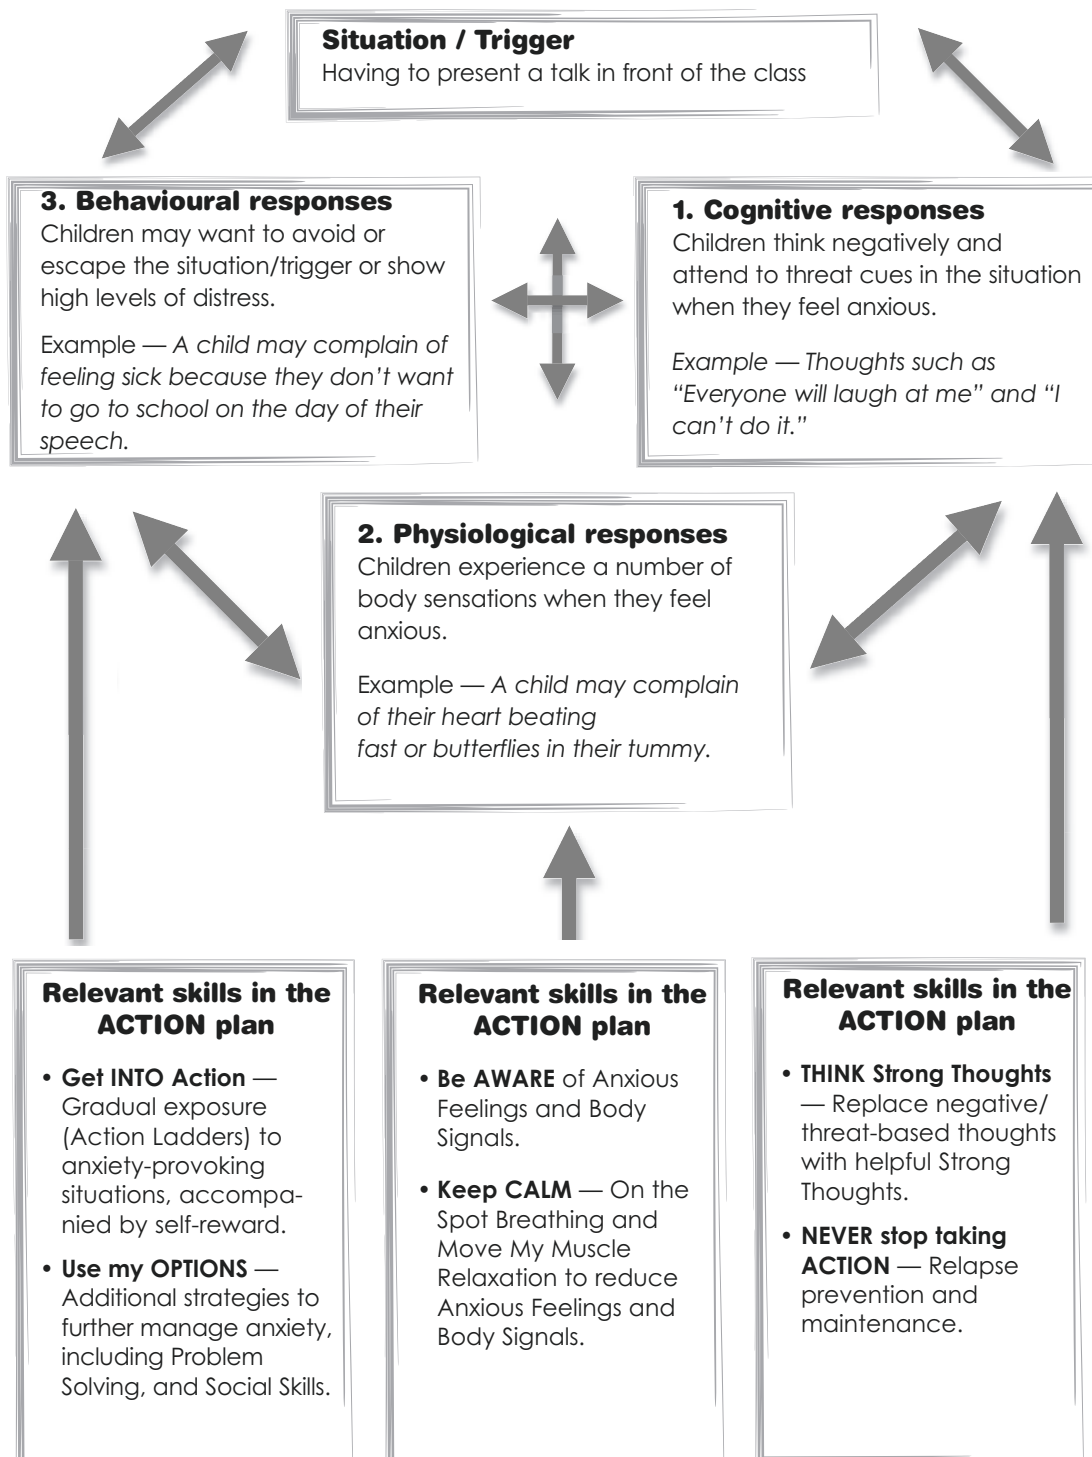 Situation / Trigger
Having to present a talk in front of the class
3. Behavioural responses
Children may want to avoid or
escape the situation/trigger or show
high levels of distress.
Example — A child may complain of
feeling sick because they don’t want
to go to school on the day of their
speech.
1. Cognitive responses
Children think negatively and
attend to threat cues in the situation
when they feel anxious.
Example — Thoughts such as
“Everyone will laugh at me” and “I
can’t do it.”
2. Physiological responses
Children experience a number of
body sensations when they feel
anxious.
Example — A child may complain
of their heart beating
fast or butterflies in their tummy.
Relevant skills in the
ACTION plan
• Get INTO Action —
Gradual exposure
(Action Ladders) to
anxiety-provoking
situations, accompa-
nied by self-reward.
• Use my OPTIONS —
Additional strategies to
further manage anxiety,
including Problem
Solving, and Social Skills.
Relevant skills in the
ACTION plan
• Be AWARE of Anxious
Feelings and Body
Signals.
• Keep CALM — On the
Spot Breathing and
Move My Muscle
Relaxation to reduce
Anxious Feelings and
Body Signals.
Relevant skills in the
ACTION plan
• THINK Strong Thoughts
— Replace negative/
threat-based thoughts
with helpful Strong
Thoughts.
• NEVER stop taking
ACTION — Relapse
prevention and
maintenance.